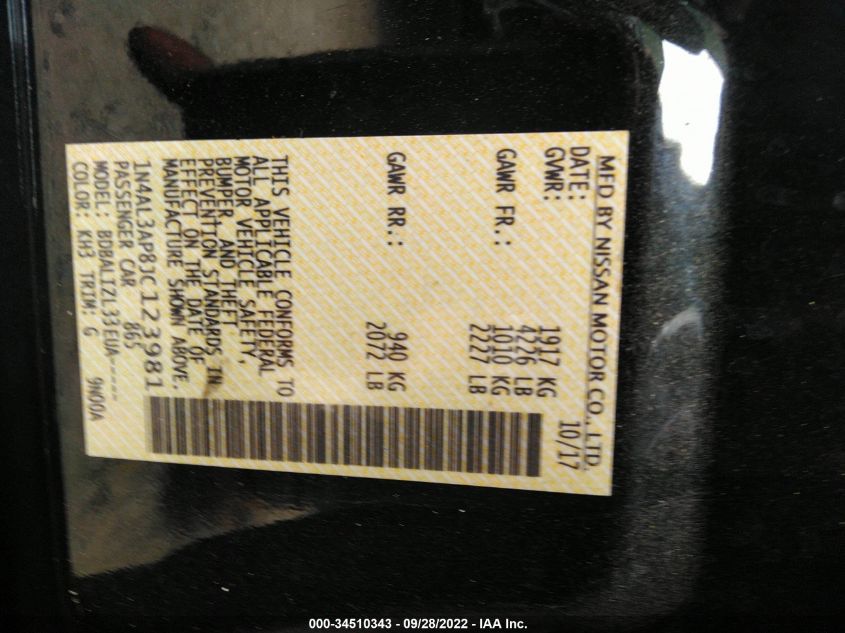 MFD BY NISSAN MOTOR CO., LTD.
DATE: 10/17
GVWR: 1917 KG
4226 LB
GAWR FR.: 1010 KG
2227 LB
GAWR RR.: 940 KG
2072 LB
THIS VEHICLE CONFORMS TO
ALL APPLICABLE FEDERAL
MOTOR VEHICLE SAFETY,
BUMPER, AND THEFT
PREVENTION STANDARDS IN
EFFECT ON THE DATE OF
MANUFACTURE SHOWN ABOVE.
1N4AL3AP8JC123981
PASSENGER CAR 865
MODEL: BDBALTZL33EUA-----
COLOR: KH3 TRIM: G 9N00A
000-34510343 - 09/28/2022 - IAA Inc.